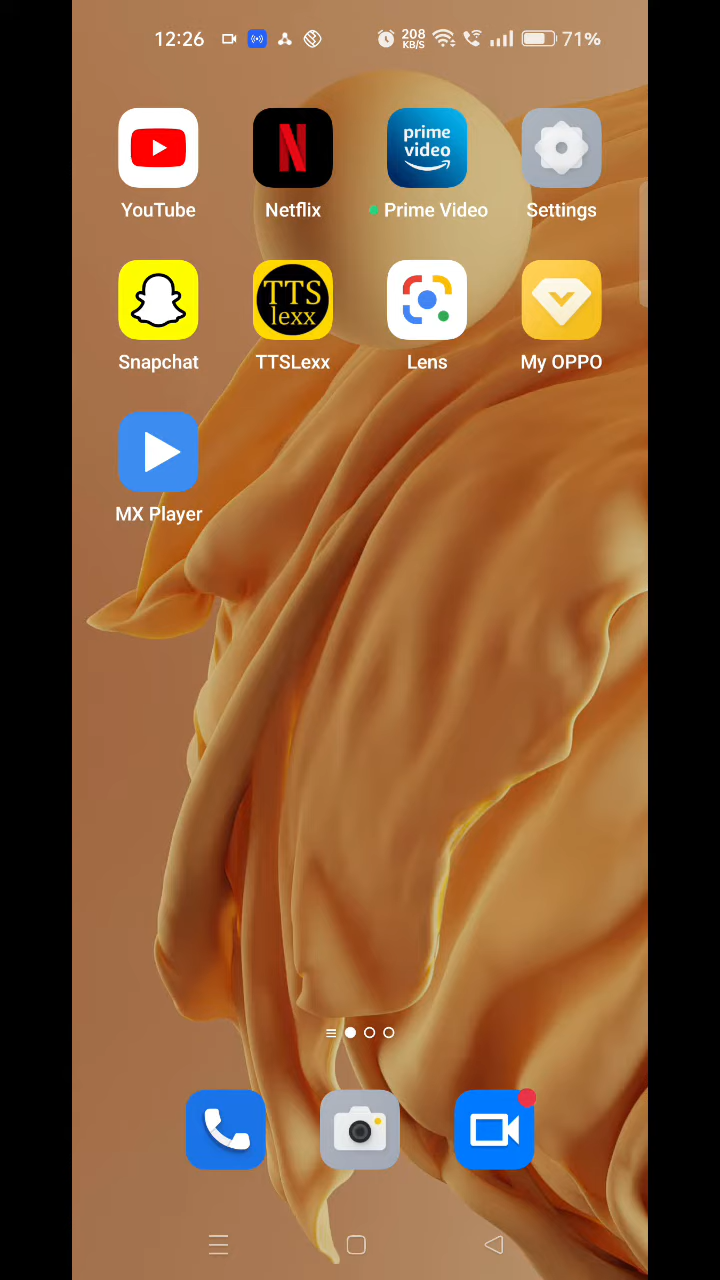 12:26 208 KB/S 71%
prime video
YouTube Netflix Prime Video Settings
TTS
lexx
Snapchat TTSLexx Lens My OPPO
MX Player